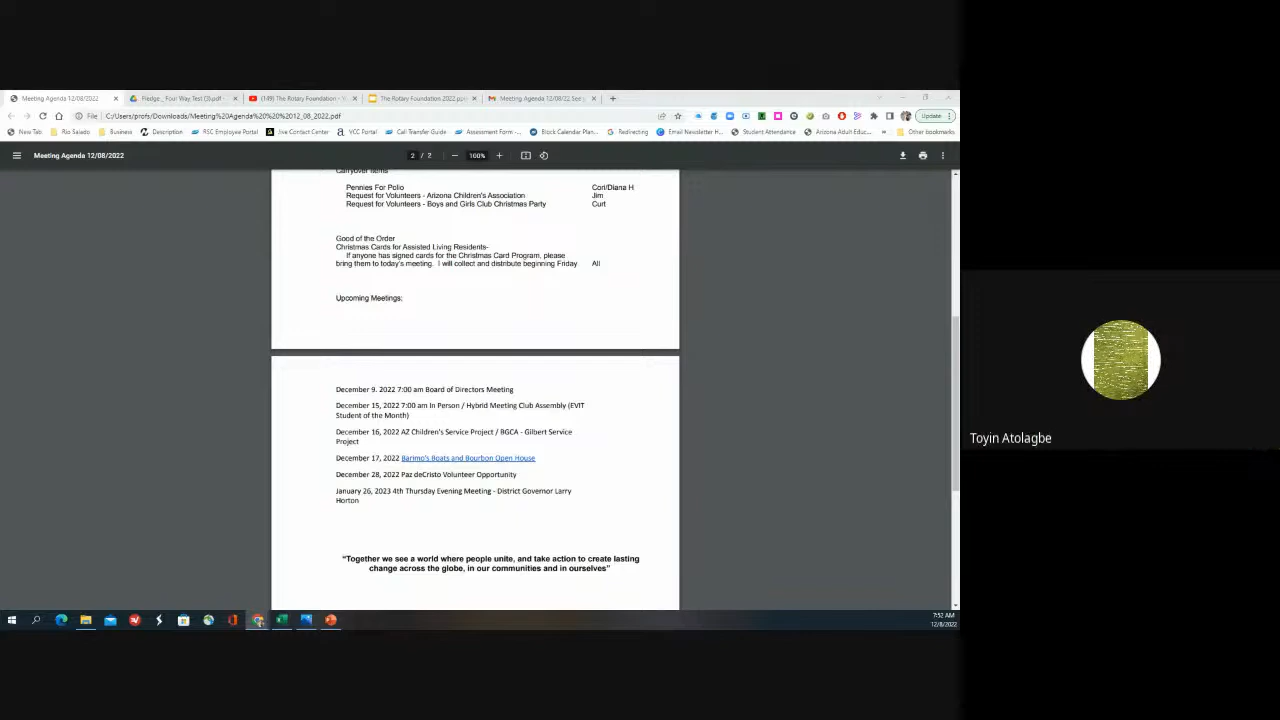 Meeting Agenda 12/08/2022
Pledge _ Four Way Test (3).pdf
(149) The Rotary Foundation - Y
The Rotary Foundation 2022.ppt
Meeting Agenda 12/08/22 See y
File
C:/Users/profs/Downloads/Meeting%20Agenda%20%20%2012_08_2022.pdf
Update
New Tab
Rio Salado
Business
Description
RSC Employee Portal
Jive Contact Center
VCC Portal
Call Transfer Guide
Assessment Form -...
Block Calendar Plan...
Redirecting
Email Newsletter H...
Student Attendance
Arizona Adult Educ...
Other bookmarks
Meeting Agenda 12/08/2022
2 / 2
100%
Carryover Items
Pennies For Polio Cori/Diana H
Request for Volunteers - Arizona Children's Association Jim
Request for Volunteers - Boys and Girls Club Christmas Party Curt
Good of the Order
Christmas Cards for Assisted Living Residents-
If anyone has signed cards for the Christmas Card Program, please
bring them to today's meeting. I will collect and distribute beginning Friday All
Upcoming Meetings;
December 9. 2022 7:00 am Board of Directors Meeting
December 15, 2022 7:00 am In Person / Hybrid Meeting Club Assembly (EVIT
Student of the Month)
December 16, 2022 AZ Children's Service Project / BGCA - Gilbert Service
Project
December 17, 2022 Barimo's Boats and Bourbon Open House
December 28, 2022 Paz deCristo Volunteer Opportunity
January 26, 2023 4th Thursday Evening Meeting - District Governor Larry
Horton
"Together we see a world where people unite, and take action to create lasting
change across the globe, in our communities and in ourselves"
7:52 AM
12/8/2022
Toyin Atolagbe